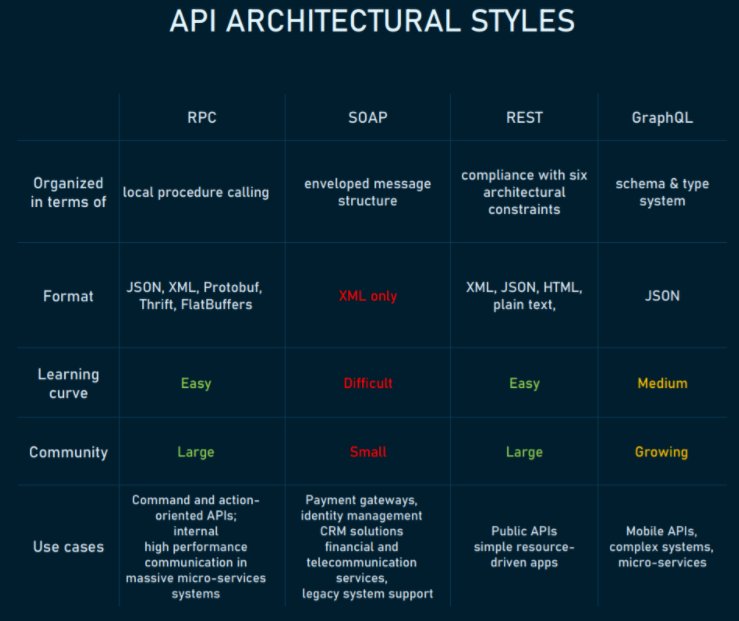 API ARCHITECTURAL STYLES
RPC SOAP REST GraphQL
Organized
in terms of
local procedure calling
enveloped message
structure
compliance with six
architectural
constraints
schema & type
system
Format
JSON, XML, Protobuf,
Thrift, FlatBuffers
XML only
XML, JSON, HTML,
plain text,
JSON
Learning
curve
Easy
Difficult
Easy
Medium
Community
Large
Small
Large
Growing
Use cases
Command and action-
oriented APIs;
internal
high performance
communication in
massive micro-services
systems
Payment gateways,
identity management
CRM solutions
financial and
telecommunication
services,
legacy system support
Public APIs
simple resource-
driven apps
Mobile APIs,
complex systems,
micro-services